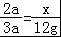 2a/3a = x/12g